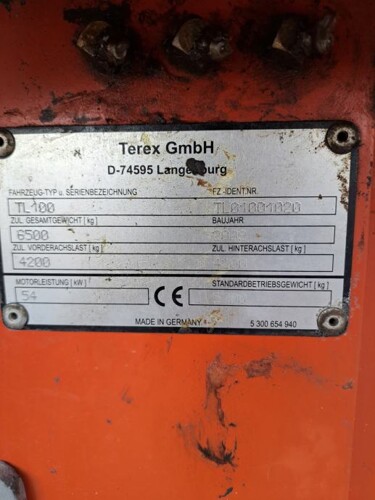 Terex GmbH
D-74595 Langenburg
FAHRZEUG-TYP u. SERIENBEZEICHNUNG FZ-IDENT.NR.
TL100
ZUL. GESAMTGEWICHT [ kg ] BAUJAHR
6500
ZUL. VORDERACHSLAST [ kg ] ZUL. HINTERACHSLAST [ kg ]
4200
MOTORLEISTUNG [ kW ] STANDARDBETRIEBSGEWICHT [ kg ]
54 CE
MADE IN GERMANY 5 300 654 940